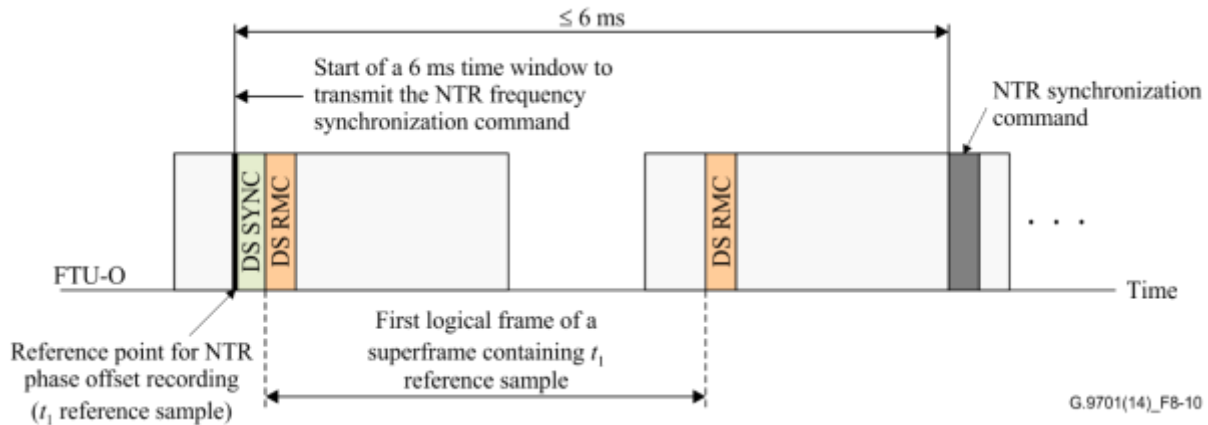 ≤ 6 ms
Start of a 6 ms time window to
transmit the NTR frequency
synchronization command
NTR synchronization
command
DS SYNC
DS RMC
DS RMC
. . .
FTU-O
Time
Reference point for NTR
phase offset recording
(t₁ reference sample)
First logical frame of a
superframe containing t₁
reference sample
G.9701(14)_F8-10